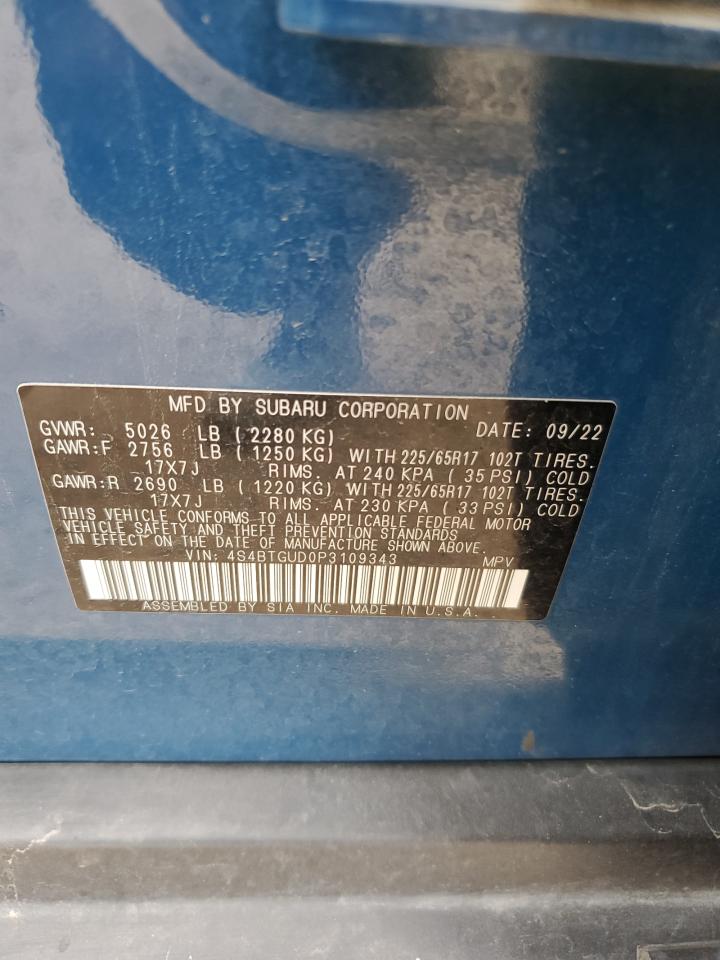 MFD BY SUBARU CORPORATION
GVWR: 5026 LB ( 2280 KG) DATE: 09/22
GAWR:F 2756 LB ( 1250 KG) WITH 225/65R17 102T TIRES.
17X7J RIMS. AT 240 KPA ( 35 PSI) COLD
GAWR:R 2690 LB ( 1220 KG) WITH 225/65R17 102T TIRES.
17X7J RIMS. AT 230 KPA ( 33 PSI) COLD
THIS VEHICLE CONFORMS TO ALL APPLICABLE FEDERAL MOTOR
VEHICLE SAFETY AND THEFT PREVENTION STANDARDS
IN EFFECT ON THE DATE OF MANUFACTURE SHOWN ABOVE.
VIN: 4S4BTGUD0P3109343 MPV
ASSEMBLED BY SIA INC. MADE IN U.S.A.